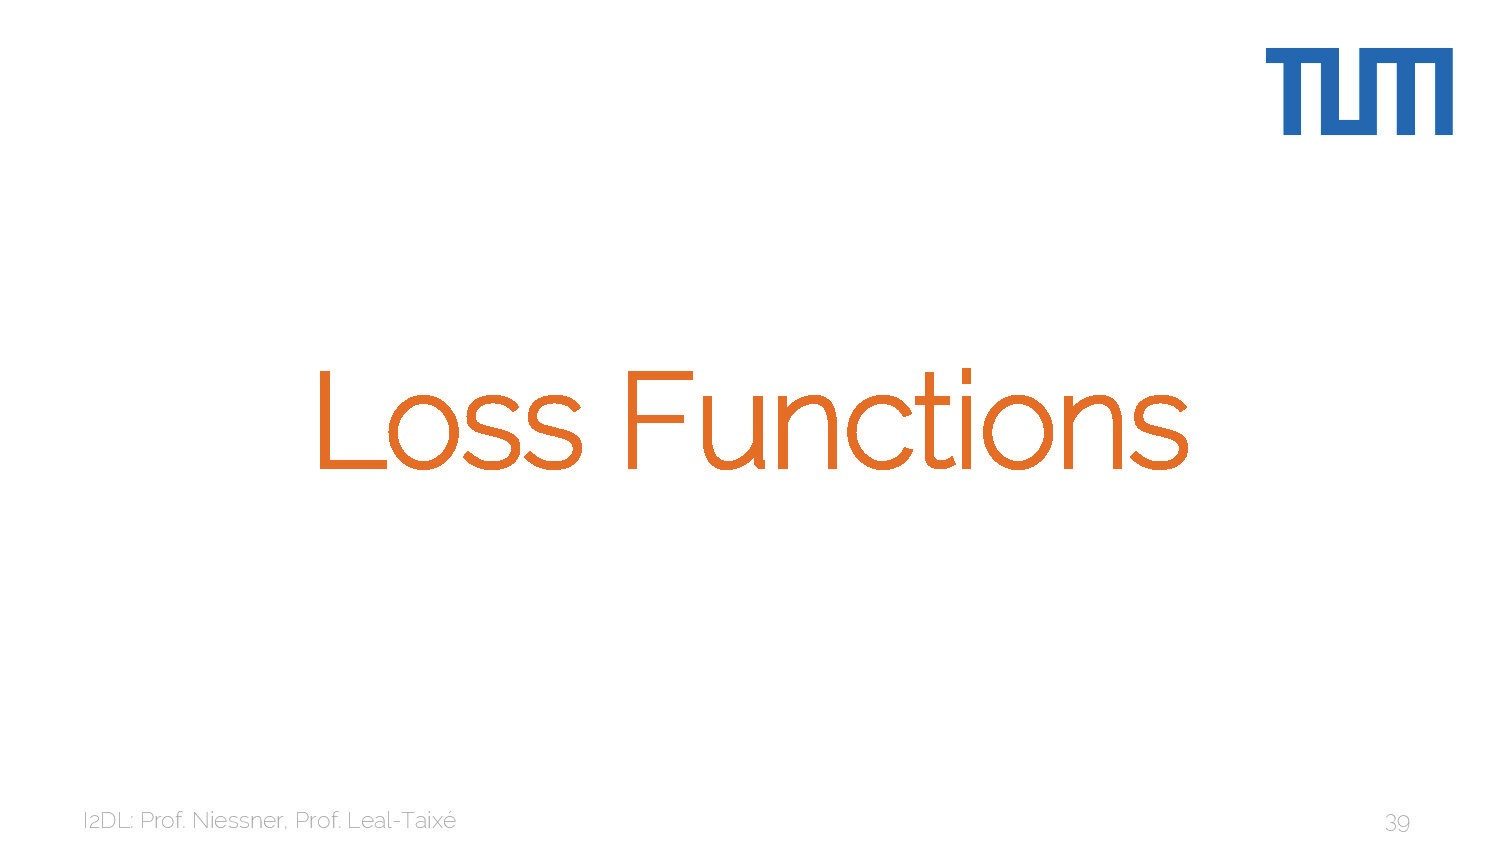 TUM
Loss Functions
I2DL: Prof. Niessner, Prof. Leal-Taixé
39